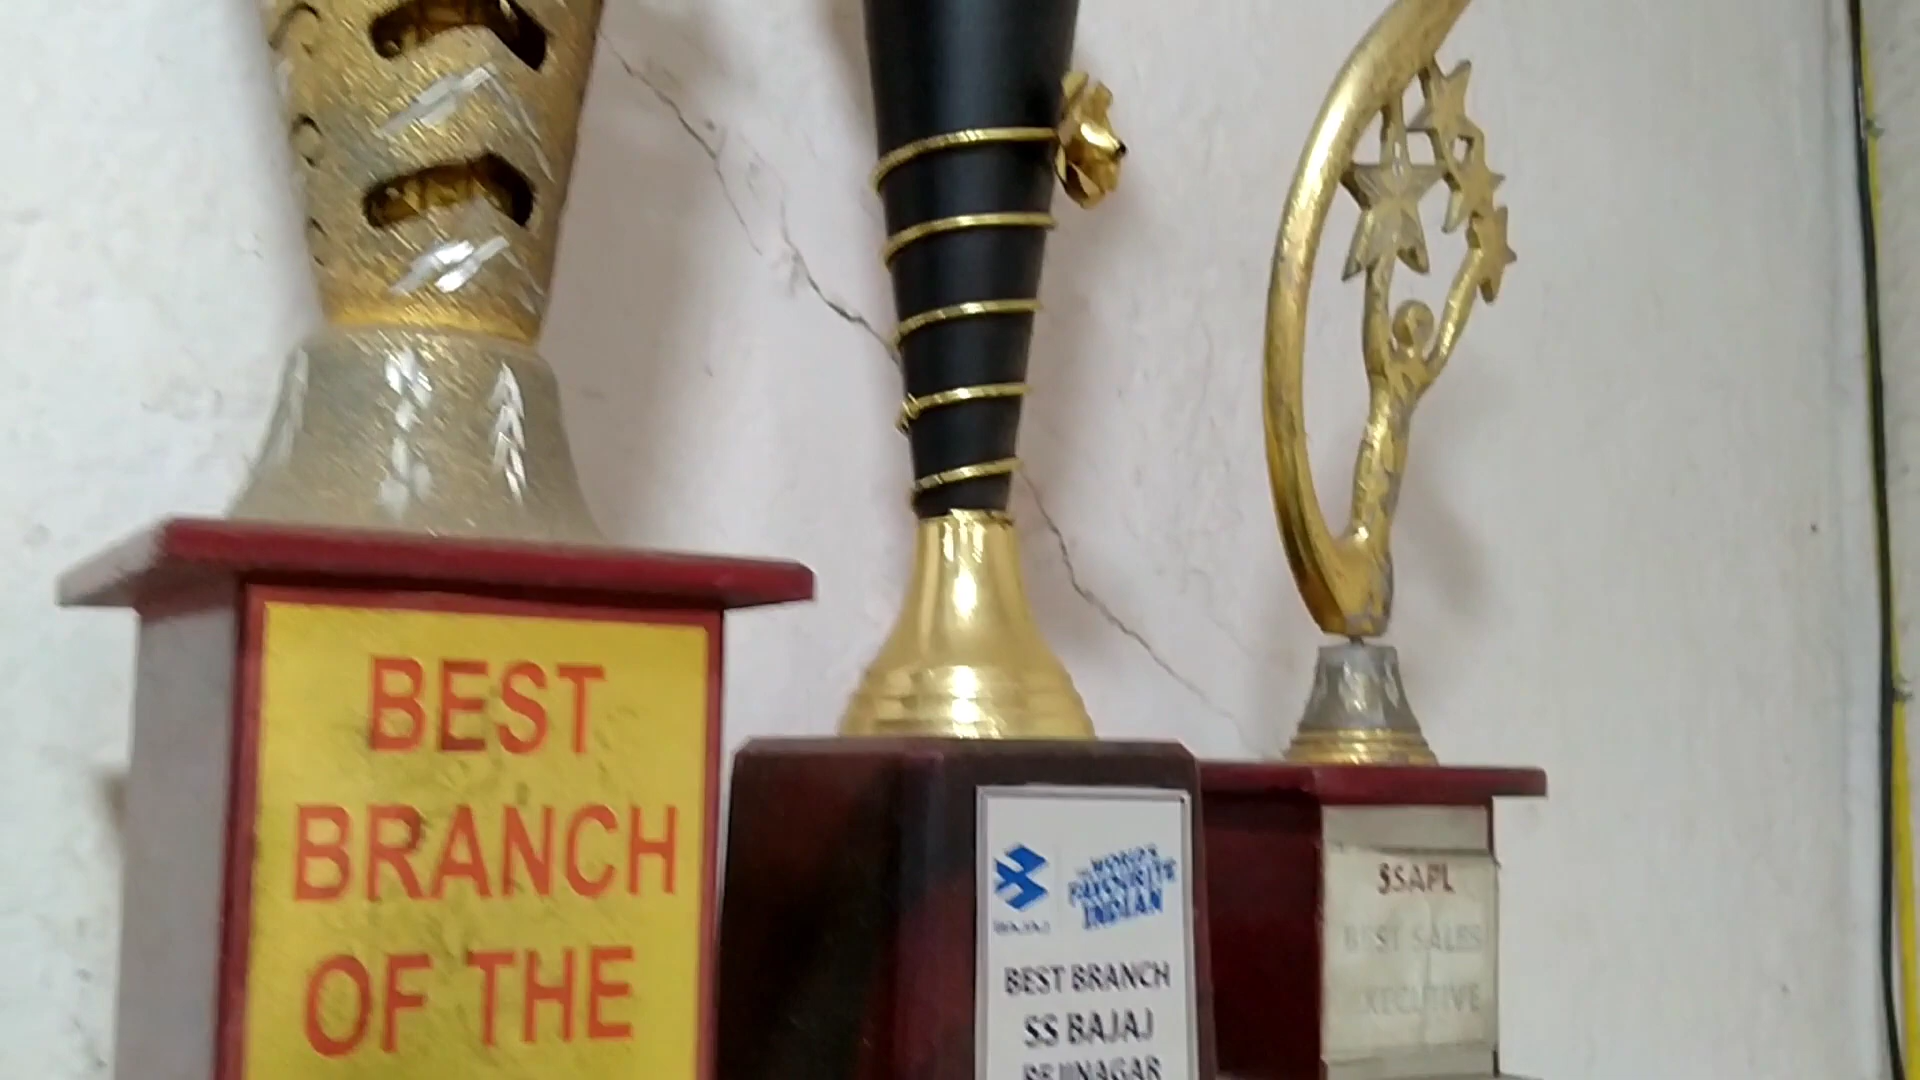 BEST
BRANCH
OF THE
BAJAJ
THE WORLD'S
FAVOURITE
INDIAN
BEST BRANCH
SS BAJAJ
SSAPL
BEST SALES
EXECUTIVE